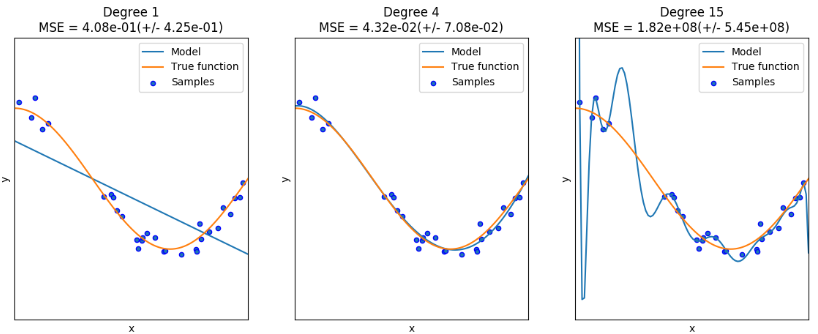 Degree 1
MSE = 4.08e-01(+/- 4.25e-01)
Model
True function
Samples
y
x
Degree 4
MSE = 4.32e-02(+/- 7.08e-02)
Model
True function
Samples
y
x
Degree 15
MSE = 1.82e+08(+/- 5.45e+08)
Model
True function
Samples
y
x